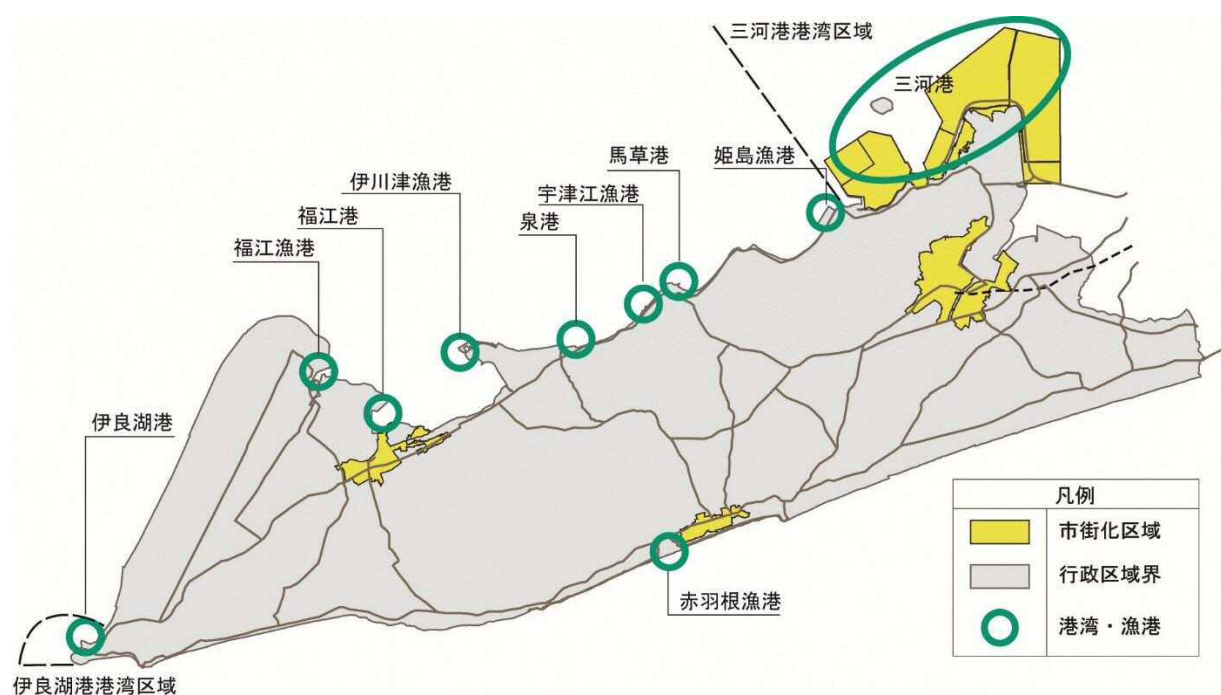 三河港港湾区域
三河港
馬草港
姫島漁港
伊川津漁港
宇津江漁港
福江港
泉港
福江漁港
伊良湖港
赤羽根漁港
伊良湖港港湾区域
凡例
市街化区域
行政区域界
港湾・漁港